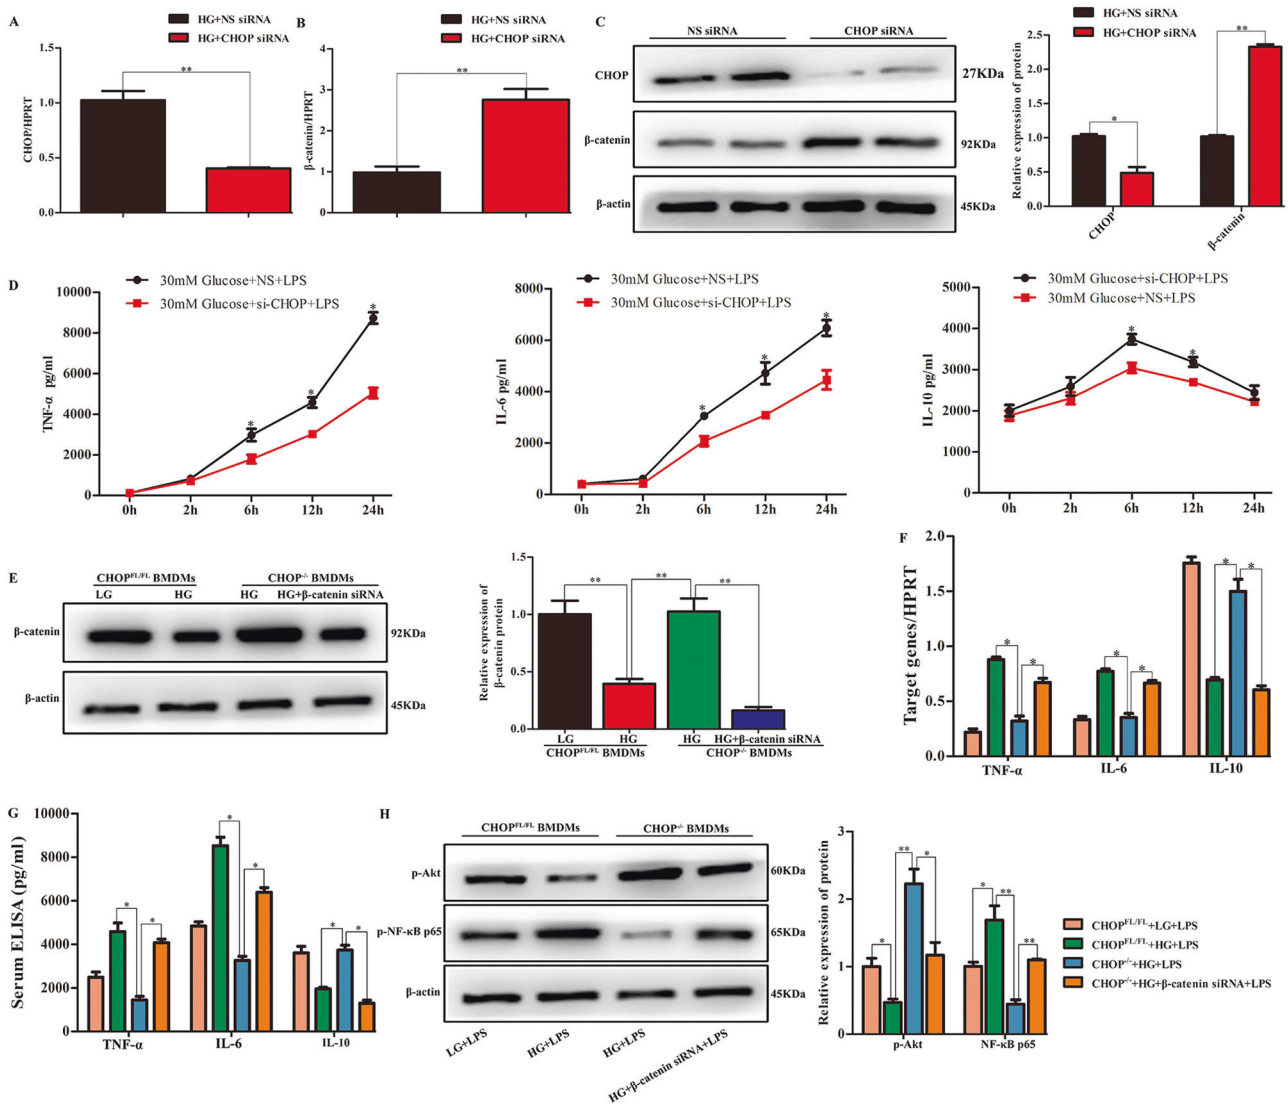 A
HG+NS siRNA
HG+CHOP siRNA
CHOP/HPRT
1.5
1.0
0.5
0.0
**
B
HG+NS siRNA
HG+CHOP siRNA
β-catenin/HPRT
4
3
2
1
0
**
C
NS siRNA CHOP siRNA
CHOP 27KDa
β-catenin 92KDa
β-actin 45KDa
HG+NS siRNA
HG+CHOP siRNA
Relative expression of protein
2.5
2.0
1.5
1.0
0.5
0.0
*
**
CHOP β-catenin
D
30mM Glucose+NS+LPS
30mM Glucose+si-CHOP+LPS
TNF-α pg/ml
10000
8000
6000
4000
2000
0
* * *
0h 2h 6h 12h 24h
30mM Glucose+NS+LPS
30mM Glucose+si-CHOP+LPS
IL-6 pg/ml
8000
6000
4000
2000
0
* * *
0h 2h 6h 12h 24h
30mM Glucose+si-CHOP+LPS
30mM Glucose+NS+LPS
IL-10 pg/ml
5000
4000
3000
2000
1000
0
* *
0h 2h 6h 12h 24h
E
CHOPFL/FL BMDMs CHOP-/- BMDMs
LG HG HG HG+β-catenin siRNA
β-catenin 92KDa
β-actin 45KDa
Relative expression of
β-catenin protein
1.5
1.0
0.5
0.0
** ** **
LG HG HG HG+β-catenin siRNA
CHOPFL/FL BMDMs CHOP-/- BMDMs
F
Target genes/HPRT
2.0
1.5
1.0
0.5
0.0
* * * * * *
TNF-α IL-6 IL-10
G
Serum ELISA (pg/ml)
10000
8000
6000
4000
2000
0
* * * * * *
TNF-α IL-6 IL-10
H
CHOPFL/FL BMDMs CHOP-/- BMDMs
p-Akt 60KDa
p-NF-κB p65 65KDa
β-actin 45KDa
LG+LPS HG+LPS HG+LPS HG+β-catenin siRNA+LPS
Relative expression of protein
3
2
1
0
* ** * * ** **
p-Akt NF-κB p65
CHOPFL/FL+LG+LPS
CHOPFL/FL+HG+LPS
CHOP-/-+HG+LPS
CHOP-/-+HG+β-catenin siRNA+LPS